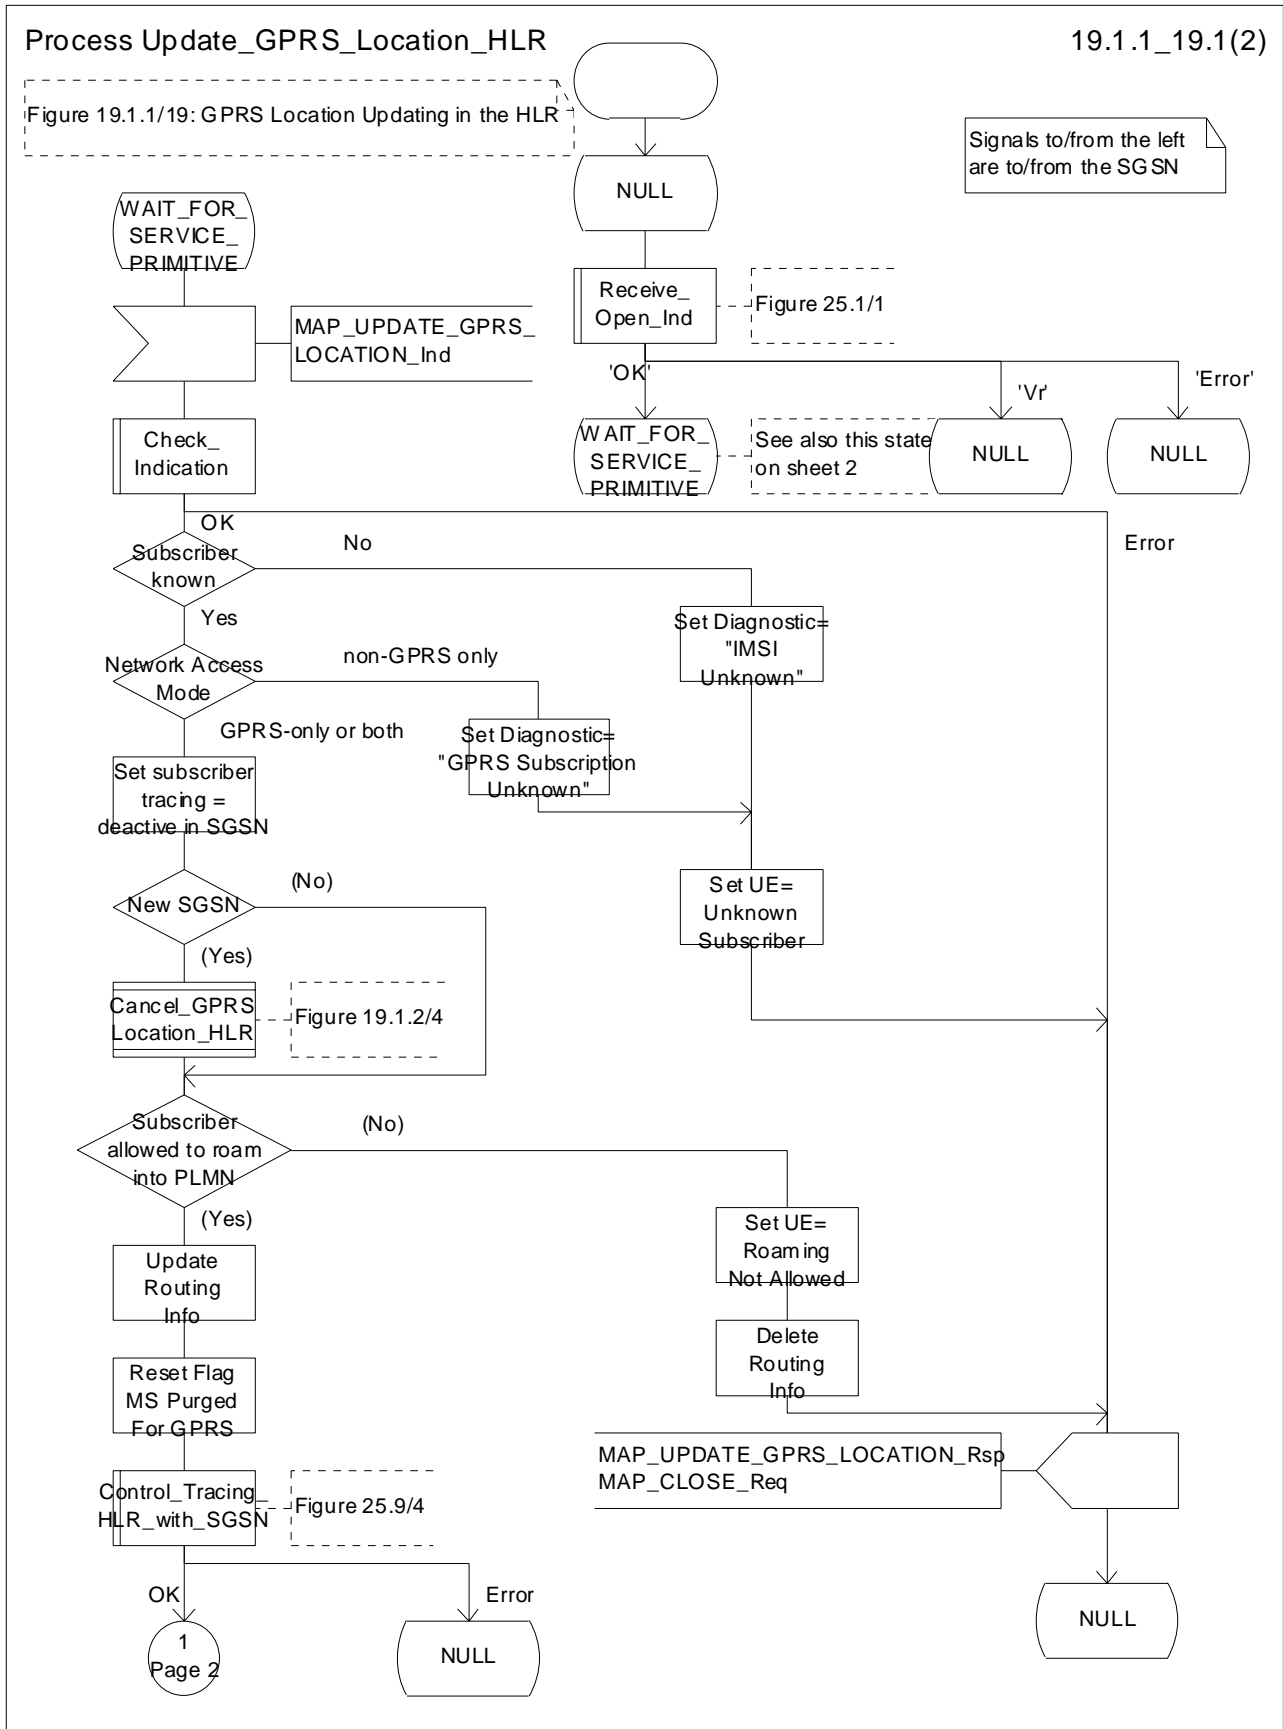 Process Update_GPRS_Location_HLR
19.1.1_19.1(2)
Figure 19.1.1/19: GPRS Location Updating in the HLR
Signals to/from the left
are to/from the SGSN
NULL
WAIT_FOR_
SERVICE_
PRIMITIVE
Receive_
Open_Ind
Figure 25.1/1
MAP_UPDATE_GPRS_
LOCATION_Ind
'OK'
'Vr'
'Error'
Check_
Indication
WAIT_FOR_
SERVICE_
PRIMITIVE
See also this state
on sheet 2
NULL
NULL
OK
Error
Subscriber
known
No
Yes
Set Diagnostic=
"IMSI
Unknown"
Network Access
Mode
non-GPRS only
GPRS-only or both
Set Diagnostic=
"GPRS Subscription
Unknown"
Set subscriber
tracing =
deactive in SGSN
New SGSN
(No)
(Yes)
Set UE=
Unknown
Subscriber
Cancel_GPRS
Location_HLR
Figure 19.1.2/4
Subscriber
allowed to roam
into PLMN
(No)
(Yes)
Set UE=
Roaming
Not Allowed
Update
Routing
Info
Delete
Routing
Info
Reset Flag
MS Purged
For GPRS
MAP_UPDATE_GPRS_LOCATION_Rsp
MAP_CLOSE_Req
Control_Tracing_
HLR_with_SGSN
Figure 25.9/4
OK
Error
1
Page 2
NULL
NULL